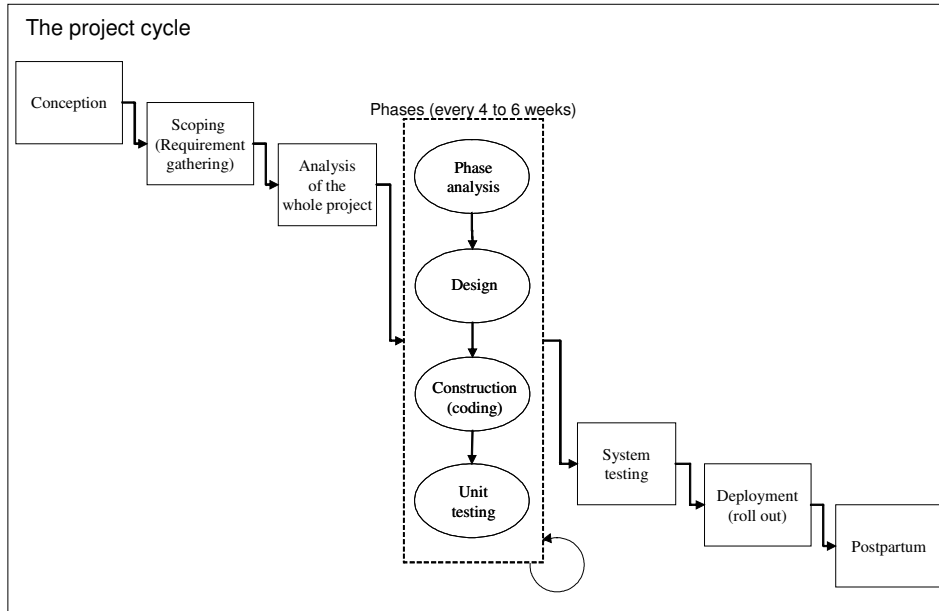 The project cycle
Conception
Scoping
(Requirement
gathering)
Analysis
of the
whole project
Phases (every 4 to 6 weeks)
Phase
analysis
Design
Construction
(coding)
Unit
testing
System
testing
Deployment
(roll out)
Postpartum